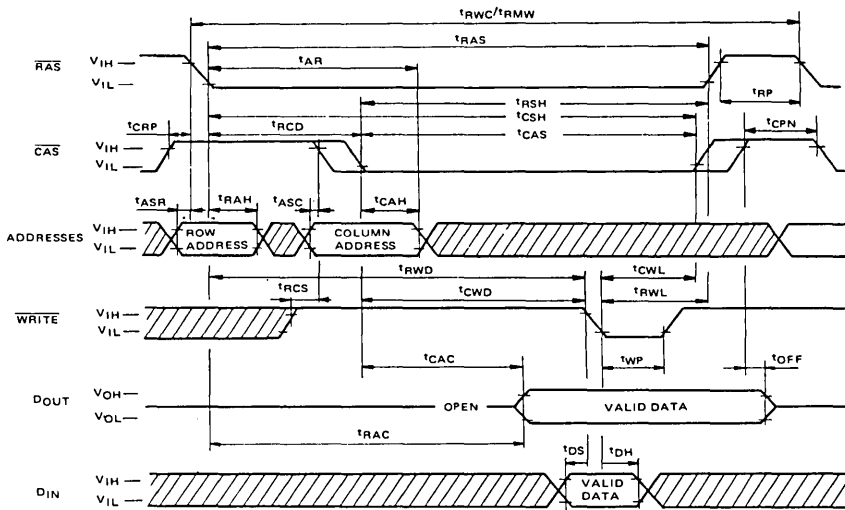 tRWC/tRMW
tRAS
tAR
RAS
VIH
VIL
tRSH
tRP
tCSH
tCRP
tRCD
tCAS
tCPN
CAS
VIH
VIL
tASR
tRAH
tASC
tCAH
ADDRESSES
VIH
VIL
ROW
ADDRESS
COLUMN
ADDRESS
tRWD
tCWL
tRCS
tCWD
tRWL
WRITE
VIH
VIL
tCAC
tWP
tOFF
DOUT
VOH
VOL
OPEN
VALID DATA
tRAC
tDS
tDH
DIN
VIH
VIL
VALID
DATA